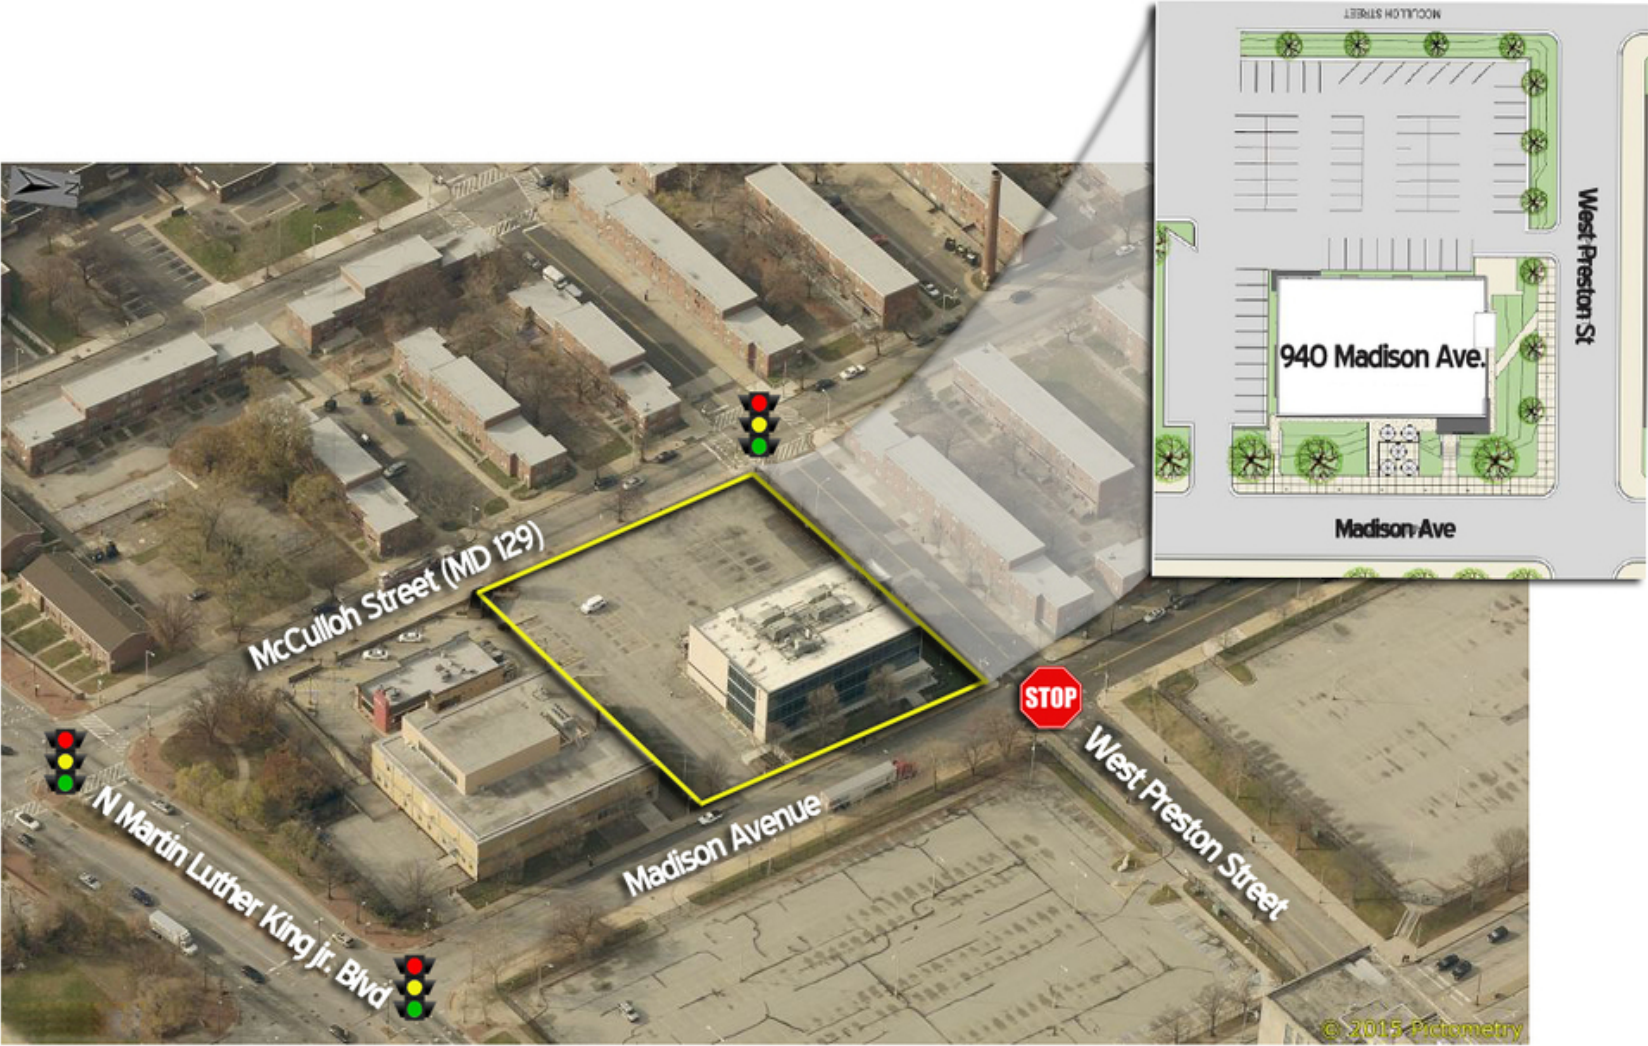 MCCULLOH STREET
West Preston St
940 Madison Ave.
Madison Ave
N
McCulloh Street (MD 129)
STOP
West Preston Street
Madison Avenue
N Martin Luther King jr. Blvd
© 2015 Pictometry